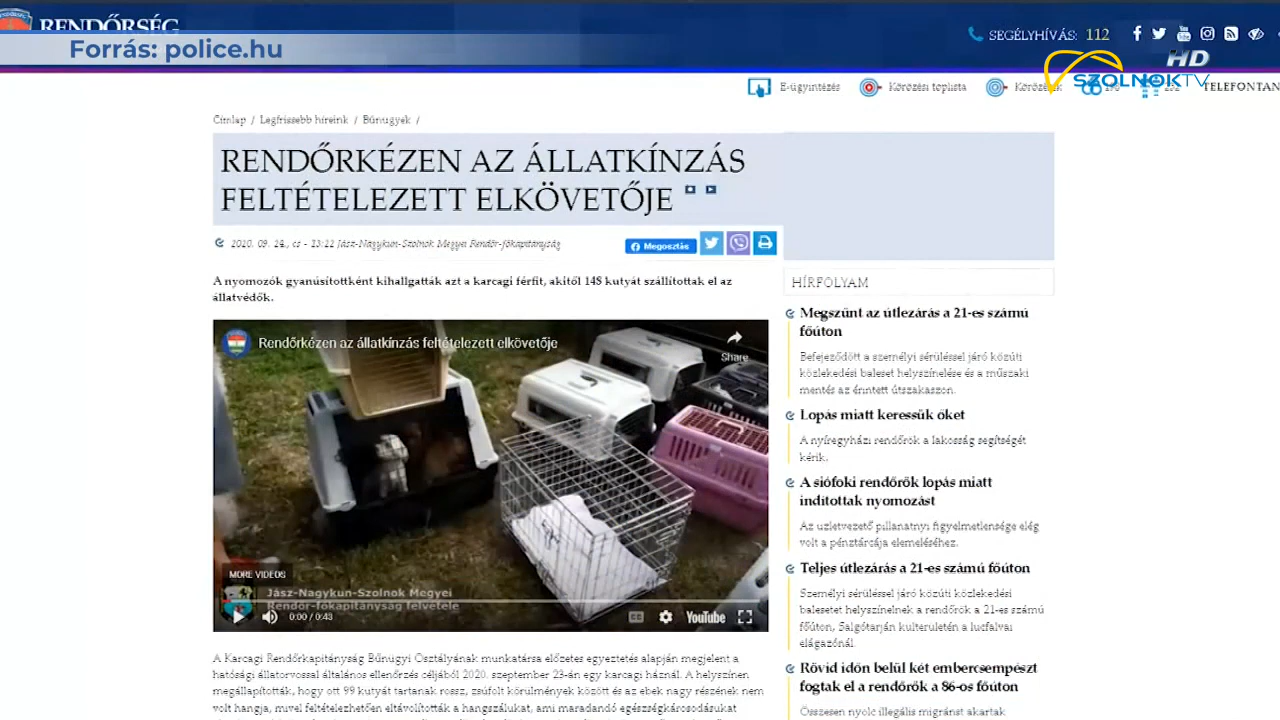 RENDŐRSÉG
Forrás: police.hu
SEGÉLYHÍVÁS: 112
HD
SZOLNOKTV
E-ügyintézés
Körözési toplista
TELEFONTAN
Címlap / Legfrissebb híreink / Bűnügyek /
RENDŐRKÉZEN AZ ÁLLATKÍNZÁS
FELTÉTELEZETT ELKÖVETŐJE
2020. 09. 24., cs - 13:22 Jász-Nagykun-Szolnok Megyei Rendőr-főkapitányság
Megosztás
A nyomozók gyanúsítottként kihallgatták azt a karcagi férfit, akitől 148 kutyát szállítottak el az
állatvédők.
Rendőrkézen az állatkínzás feltételezett elkövetője
Share
MORE VIDEOS
Jász-Nagykun-Szolnok Megyei
Rendőr-főkapitányság felvétele
0:00 / 0:43
CC
YouTube
A Karcagi Rendőrkapitányság Bűnügyi Osztályának munkatársa előzetes egyeztetés alapján megjelent a
hatósági állatorvossal általános ellenőrzés céljából 2020. szeptember 23-án egy karcagi háznál. A helyszínen
megállapították, hogy ott 99 kutyát tartanak rossz, zsúfolt körülmények között és az ebek nagy részének nem
volt hangja, mivel feltételezhetően eltávolították a hangszálukat, ami maradandó egészségkárosodásukat
HÍRFOLYAM
Megszűnt az útlezárás a 21-es számú
főúton
Befejeződött a személyi sérüléssel járó közúti
közlekedési baleset helyszínelése és a műszaki
mentés az érintett útszakaszon.
Lopás miatt keressük őket
A nyíregyházi rendőrök a lakosság segítségét
kérik.
A siófoki rendőrök lopás miatt
indítottak nyomozást
Az üzletvezető pillanatnyi figyelmetlensége elég
volt a pénztárcája elemeléséhez.
Teljes útlezárás a 21-es számú főúton
Személyi sérüléssel járó közúti közlekedési
balesetet helyszínelnek a rendőrök a 21-es számú
főúton, Salgótarján külterületén a lucfalvai
elágazónál.
Rövid időn belül két embercsempészt
fogtak el a rendőrök a 86-os főúton
Összesen nyolc illegális migránst akartak